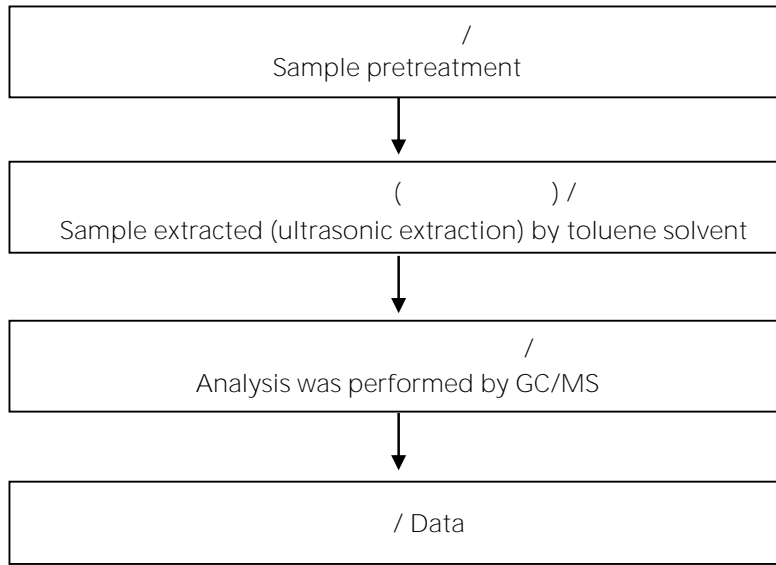 /
Sample pretreatment
( ) /
Sample extracted (ultrasonic extraction) by toluene solvent
/
Analysis was performed by GC/MS
/ Data